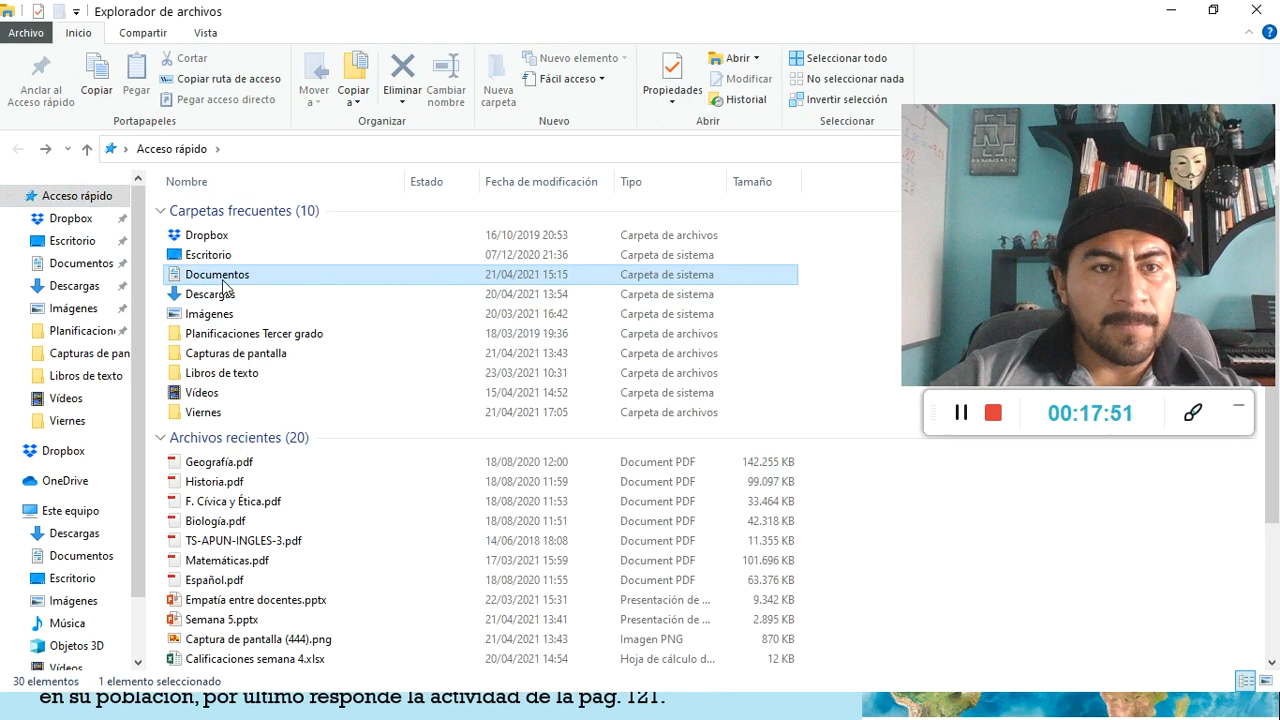 Explorador de archivos
Archivo Inicio Compartir Vista
Anclar al Acceso rápido
Copiar
Pegar
Cortar
Copiar ruta de acceso
Pegar acceso directo
Portapapeles
Mover a
Copiar a
Eliminar
Cambiar nombre
Organizar
Nueva carpeta
Nuevo elemento
Fácil acceso
Nuevo
Propiedades
Abrir
Modificar
Historial
Abrir
Seleccionar todo
No seleccionar nada
Invertir selección
Seleccionar
Acceso rápido
Nombre Estado Fecha de modificación Tipo Tamaño
Acceso rápido
Dropbox
Escritorio
Documentos
Descargas
Imágenes
Planificacion
Capturas de pan
Libros de texto
Vídeos
Viernes
Dropbox
OneDrive
Este equipo
Descargas
Documentos
Escritorio
Imágenes
Música
Objetos 3D
Vídeos
Carpetas frecuentes (10)
Dropbox 16/10/2019 20:53 Carpeta de archivos
Escritorio 07/12/2020 21:36 Carpeta de sistema
Documentos 21/04/2021 15:15 Carpeta de sistema
Descargas 20/04/2021 13:54 Carpeta de sistema
Imágenes 20/03/2021 16:42 Carpeta de sistema
Planificaciones Tercer grado 18/03/2019 19:36 Carpeta de archivos
Capturas de pantalla 21/04/2021 13:43 Carpeta de archivos
Libros de texto 23/03/2021 10:31 Carpeta de archivos
Vídeos 15/04/2021 14:52 Carpeta de sistema
Viernes 21/04/2021 17:05 Carpeta de archivos
Archivos recientes (20)
Geografía.pdf 18/08/2020 12:00 Document PDF 142.255 KB
Historia.pdf 18/08/2020 11:59 Document PDF 99.097 KB
F. Cívica y Ética.pdf 18/08/2020 11:53 Document PDF 33.464 KB
Biología.pdf 18/08/2020 11:51 Document PDF 42.318 KB
TS-APUN-INGLES-3.pdf 14/06/2018 18:08 Document PDF 11.355 KB
Matemáticas.pdf 17/03/2021 15:59 Document PDF 101.696 KB
Español.pdf 18/08/2020 11:55 Document PDF 63.376 KB
Empatía entre docentes.pptx 22/03/2021 15:31 Presentación de ... 9.342 KB
Semana 5.pptx 21/04/2021 13:41 Presentación de ... 2.895 KB
Captura de pantalla (444).png 21/04/2021 13:43 Imagen PNG 870 KB
Calificaciones semana 4.xlsx 20/04/2021 14:54 Hoja de cálculo d... 12 KB
RAMMSTEIN
00:17:51
30 elementos 1 elemento seleccionado
en su población, por último responde la actividad de la pag. 121.